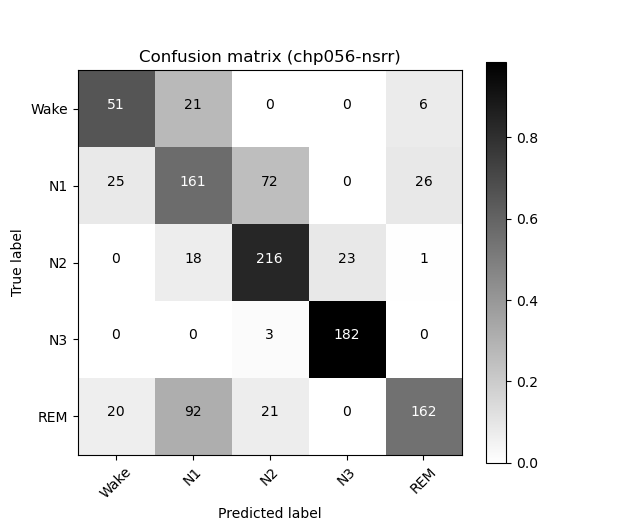 Confusion matrix (chp056-nsrr)
True label
Wake 51 21 0 0 6
N1 25 161 72 0 26
N2 0 18 216 23 1
N3 0 0 3 182 0
REM 20 92 21 0 162
Wake N1 N2 N3 REM
Predicted label
0.8
0.6
0.4
0.2
0.0